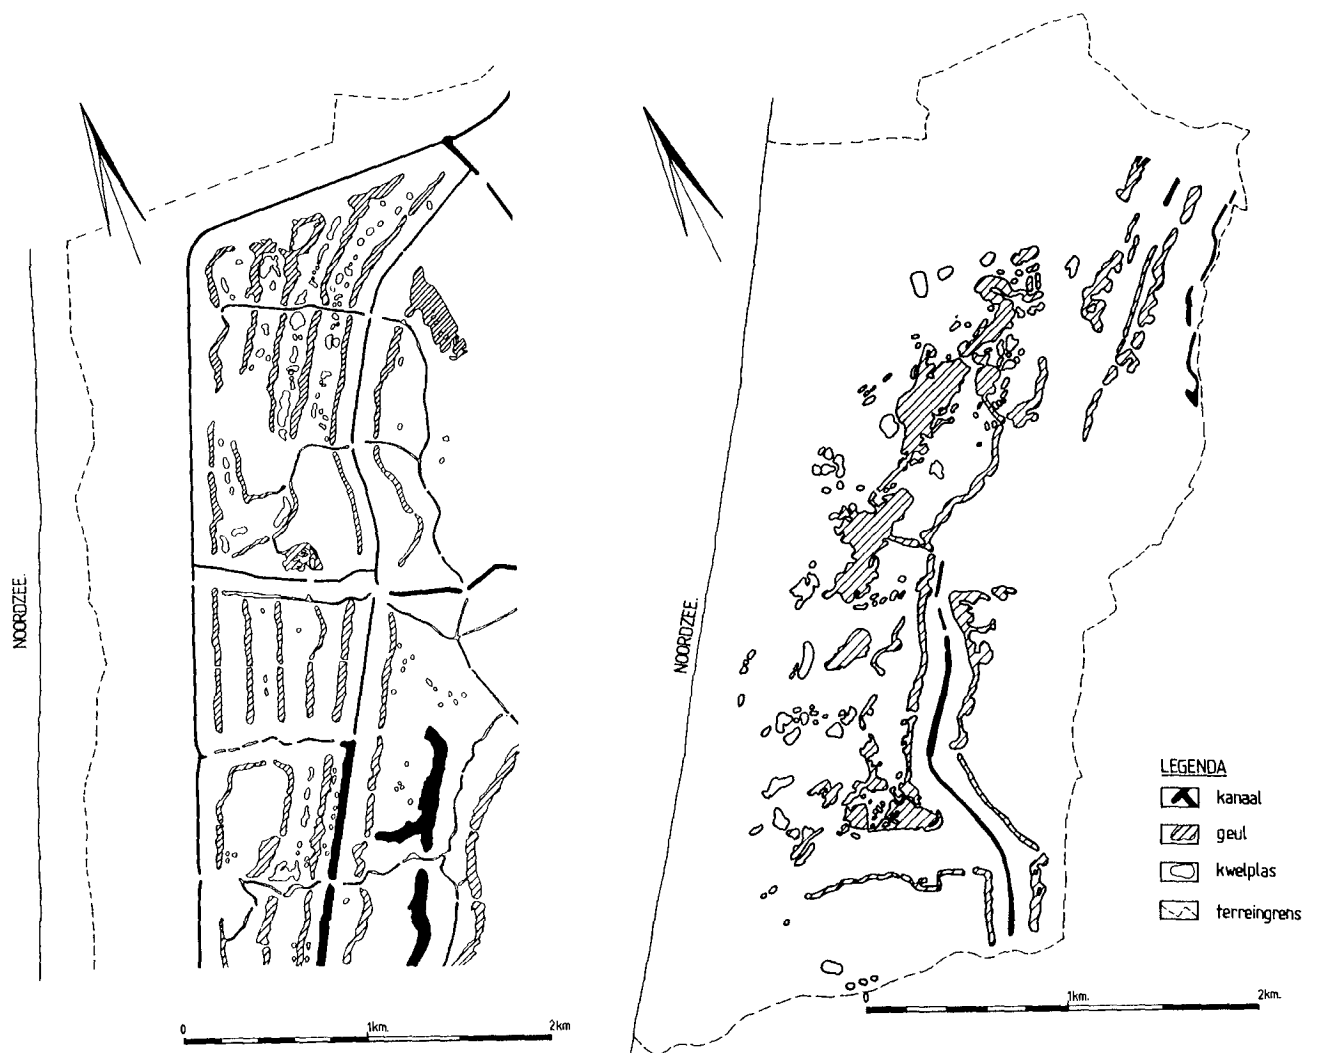 NOORDZEE.
0 1km. 2km
NOORDZEE.
LEGENDA
kanaal
geul
kwelplas
terreingrens
0 1km. 2km.